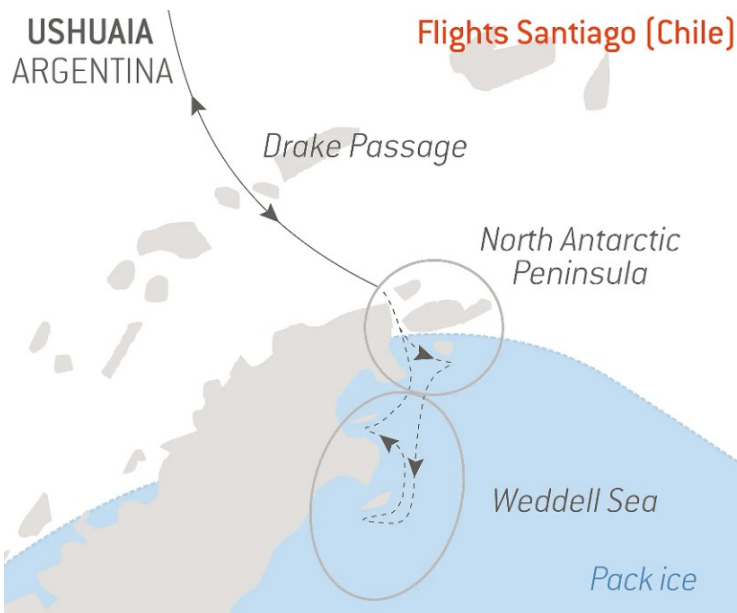 USHUAIA
ARGENTINA
Flights Santiago (Chile)
Drake Passage
North Antarctic
Peninsula
Weddell Sea
Pack ice